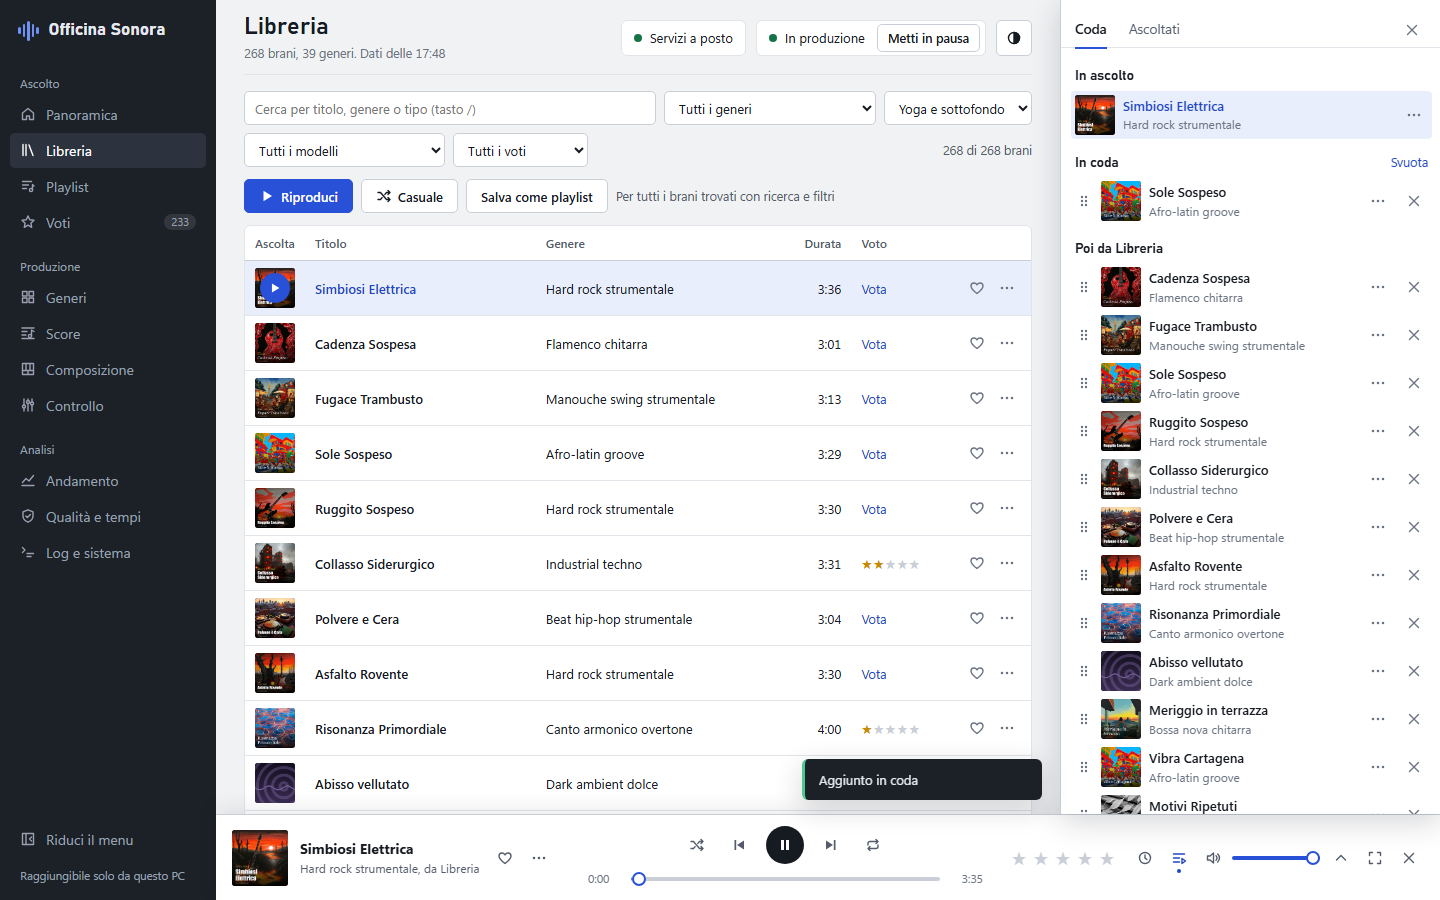 Officina Sonora
Ascolto
Panoramica
Libreria
Playlist
Voti
233
Produzione
Generi
Score
Composizione
Controllo
Analisi
Andamento
Qualità e tempi
Log e sistema
Riduci il menu
Raggiungibile solo da questo PC
Libreria
268 brani, 39 generi. Dati delle 17:48
Servizi a posto
In produzione
Metti in pausa
Cerca per titolo, genere o tipo (tasto /)
Tutti i generi
Yoga e sottofondo
Tutti i modelli
Tutti i voti
268 di 268 brani
Riproduci
Casuale
Salva come playlist
Per tutti i brani trovati con ricerca e filtri
Ascolta Titolo Genere Durata Voto
Simbiosi Elettrica Hard rock strumentale 3:36 Vota
Cadenza Sospesa Flamenco chitarra 3:01 Vota
Fugace Trambusto Manouche swing strumentale 3:13 Vota
Sole Sospeso Afro-latin groove 3:29 Vota
Ruggito Sospeso Hard rock strumentale 3:30 Vota
Collasso Siderurgico Industrial techno 3:31
Polvere e Cera Beat hip-hop strumentale 3:04 Vota
Asfalto Rovente Hard rock strumentale 3:30 Vota
Risonanza Primordiale Canto armonico overtone 4:00
Abisso vellutato Dark ambient dolce
Aggiunto in coda
Coda
Ascoltati
In ascolto
Simbiosi Elettrica
Hard rock strumentale
In coda
Svuota
Sole Sospeso
Afro-latin groove
Poi da Libreria
Cadenza Sospesa
Flamenco chitarra
Fugace Trambusto
Manouche swing strumentale
Sole Sospeso
Afro-latin groove
Ruggito Sospeso
Hard rock strumentale
Collasso Siderurgico
Industrial techno
Polvere e Cera
Beat hip-hop strumentale
Asfalto Rovente
Hard rock strumentale
Risonanza Primordiale
Canto armonico overtone
Abisso vellutato
Dark ambient dolce
Meriggio in terrazza
Bossa nova chitarra
Vibra Cartagena
Afro-latin groove
Motivi Ripetuti
Simbiosi Elettrica
Hard rock strumentale, da Libreria
0:00
3:35